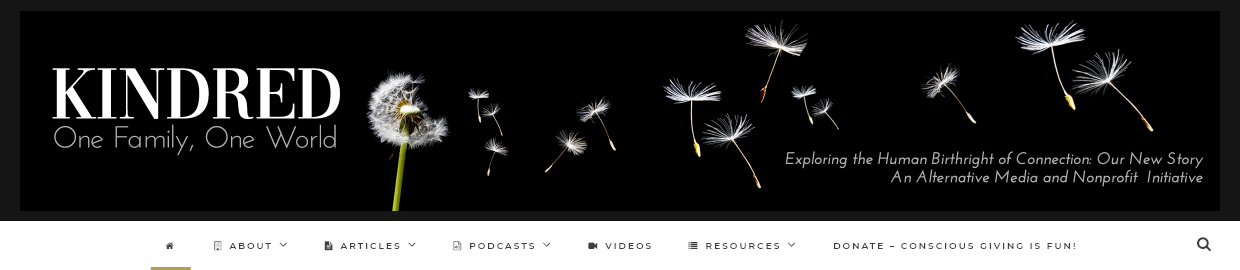 KINDRED
One Family, One World
Exploring the Human Birthright of Connection: Our New Story
An Alternative Media and Nonprofit Initiative
ABOUT ARTICLES PODCASTS VIDEOS RESOURCES DONATE – CONSCIOUS GIVING IS FUN!